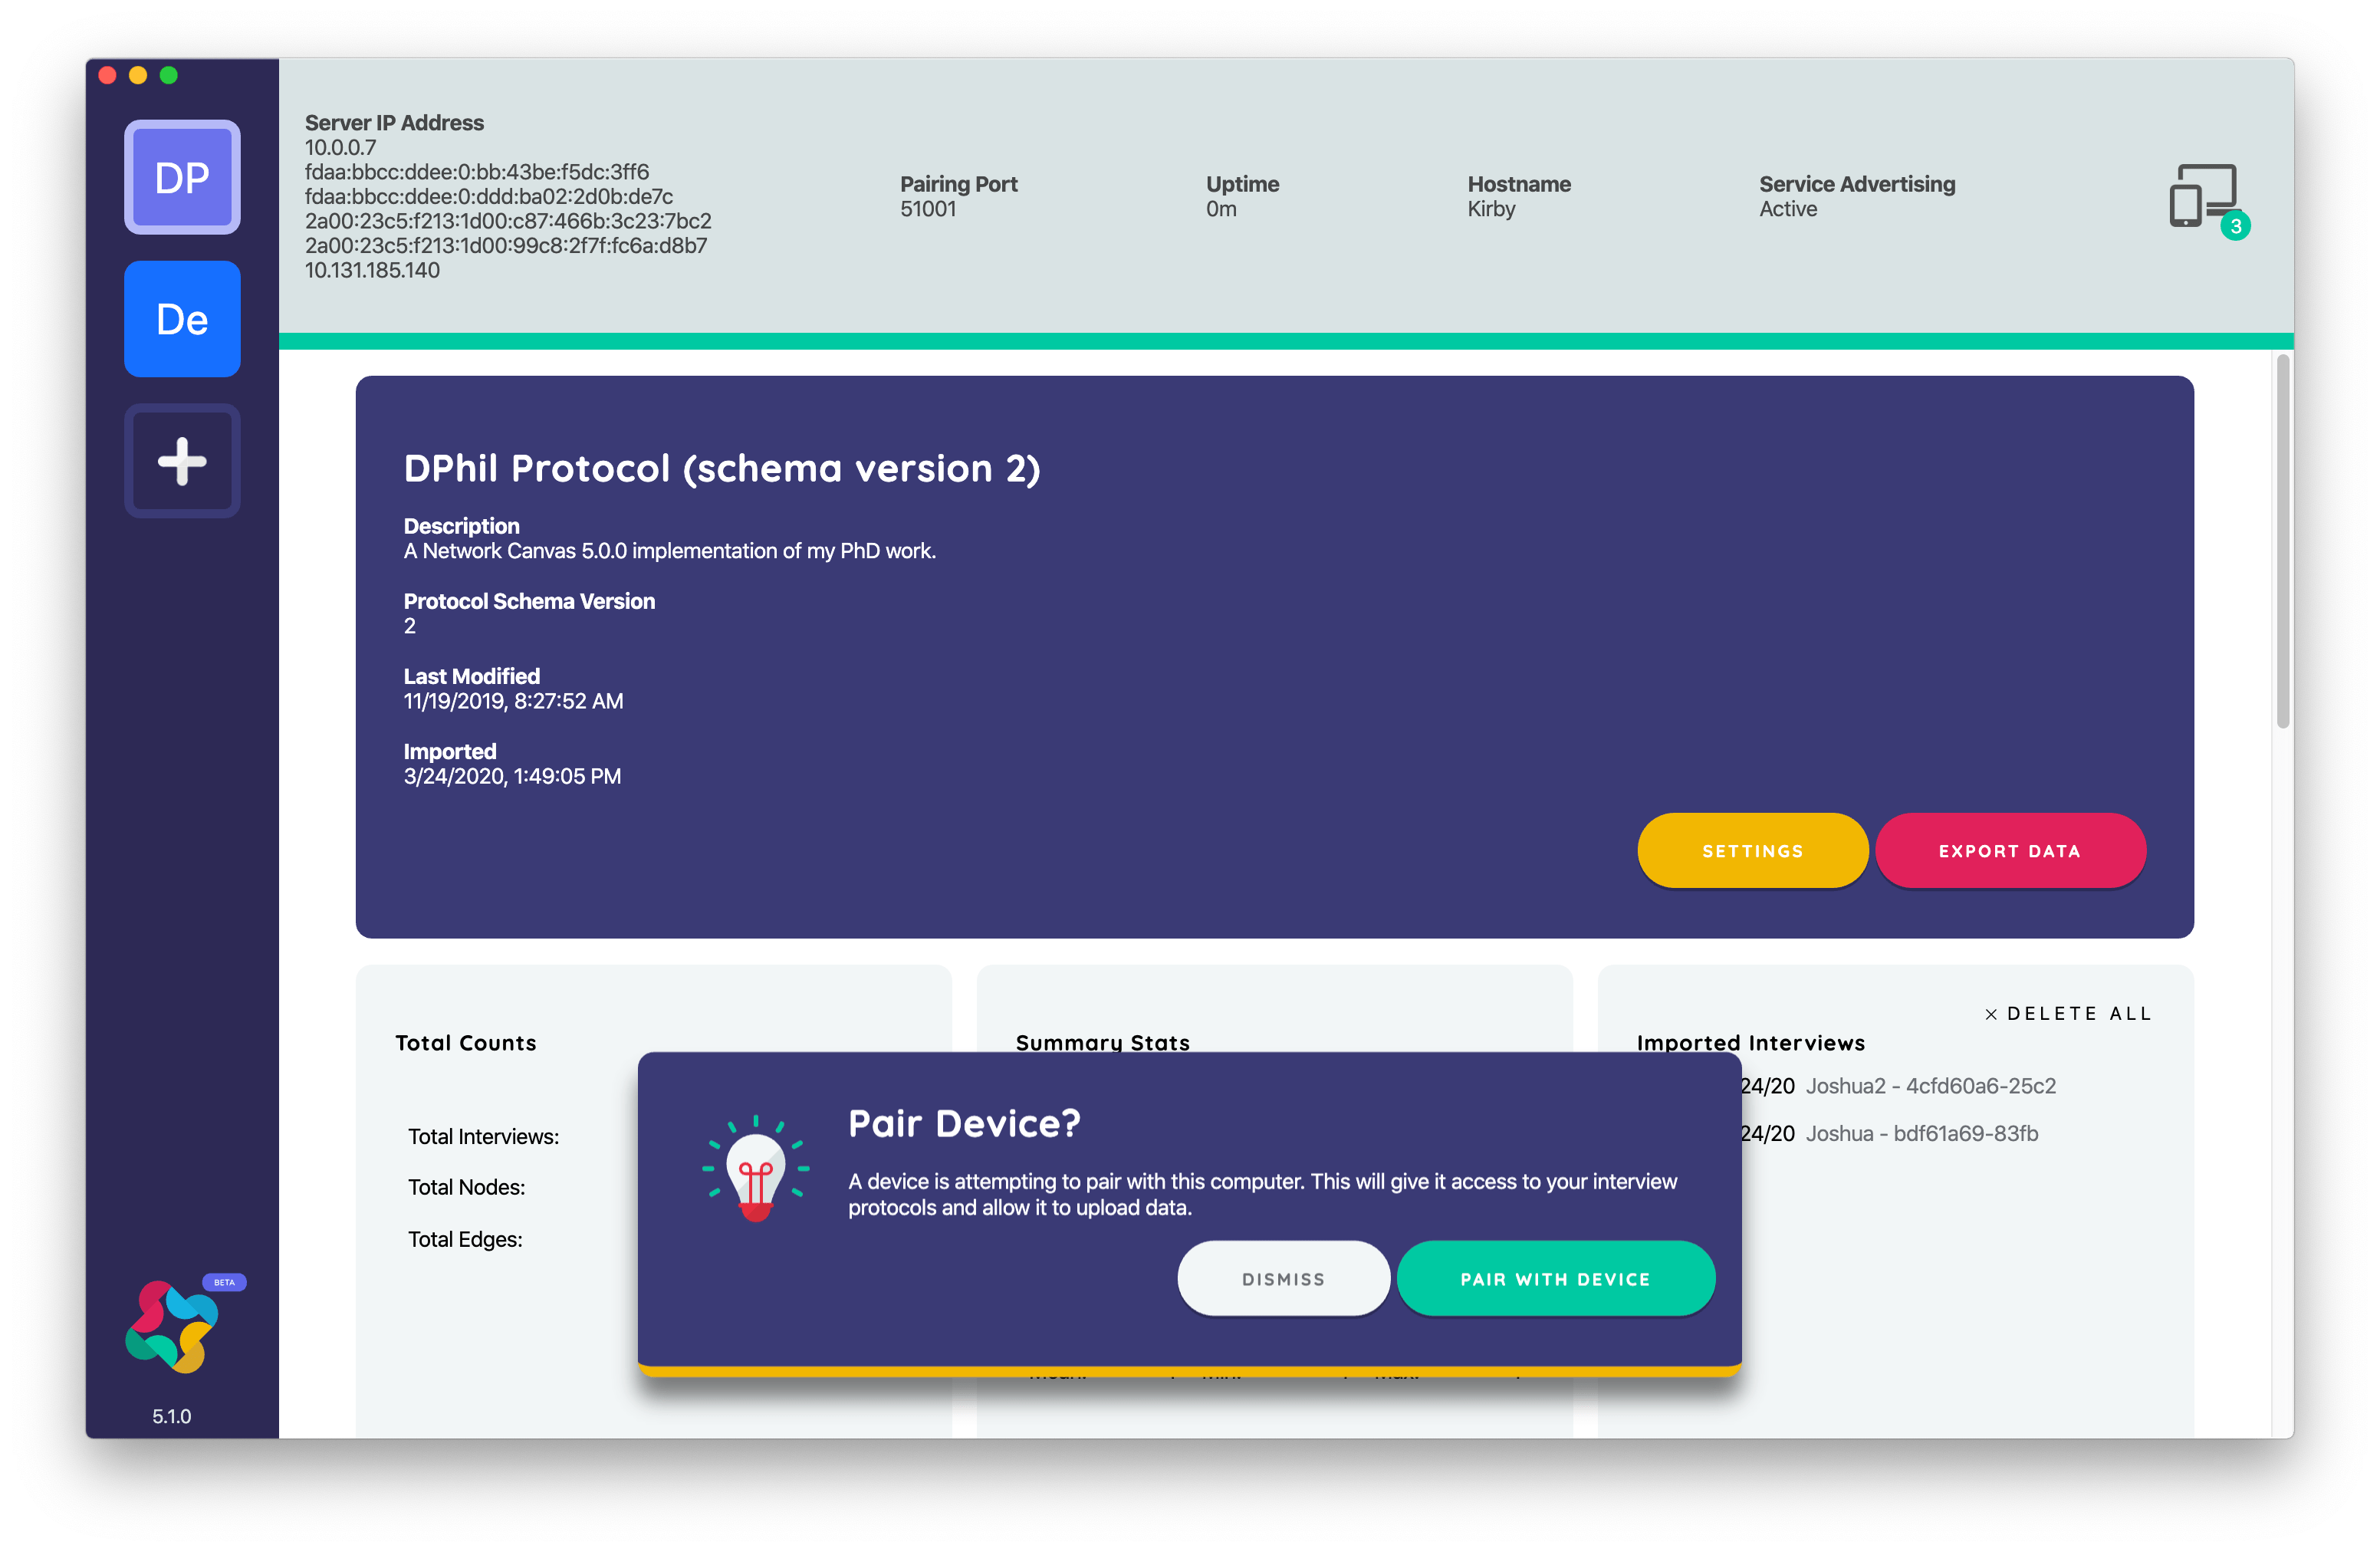 DP
De
BETA
5.1.0
Server IP Address
10.0.0.7
fdaa:bbcc:ddee:0:bb:43be:f5dc:3ff6
fdaa:bbcc:ddee:0:ddd:ba02:2d0b:de7c
2a00:23c5:f213:1d00:c87:466b:3c23:7bc2
2a00:23c5:f213:1d00:99c8:2f7f:fc6a:d8b7
10.131.185.140
Pairing Port
51001
Uptime
0m
Hostname
Kirby
Service Advertising
Active
3
DPhil Protocol (schema version 2)
Description
A Network Canvas 5.0.0 implementation of my PhD work.
Protocol Schema Version
2
Last Modified
11/19/2019, 8:27:52 AM
Imported
3/24/2020, 1:49:05 PM
SETTINGS
EXPORT DATA
Total Counts
Total Interviews:
Total Nodes:
Total Edges:
Summary Stats
× DELETE ALL
Imported Interviews
24/20 Joshua2 - 4cfd60a6-25c2
24/20 Joshua - bdf61a69-83fb
Pair Device?
A device is attempting to pair with this computer. This will give it access to your interview
protocols and allow it to upload data.
DISMISS
PAIR WITH DEVICE